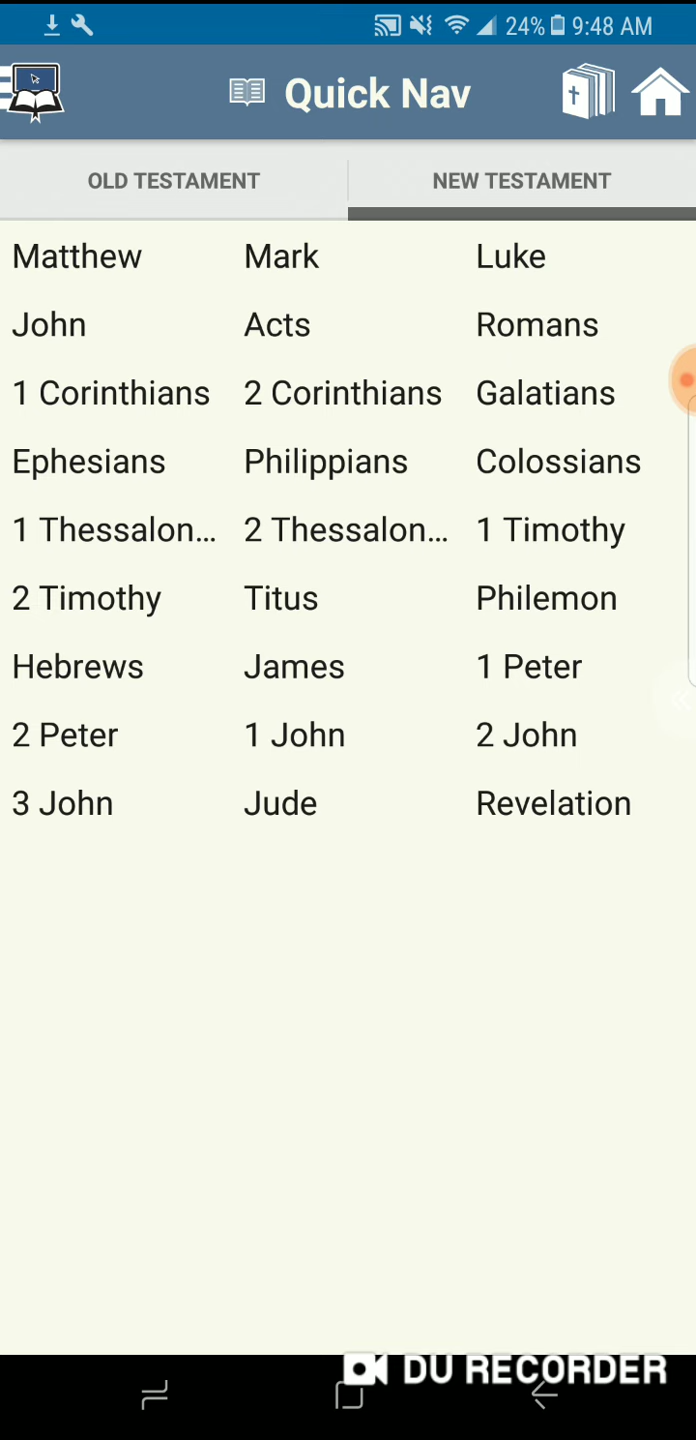 24% 9:48 AM
Quick Nav
OLD TESTAMENT NEW TESTAMENT
Matthew Mark Luke
John Acts Romans
1 Corinthians 2 Corinthians Galatians
Ephesians Philippians Colossians
1 Thessalon... 2 Thessalon... 1 Timothy
2 Timothy Titus Philemon
Hebrews James 1 Peter
2 Peter 1 John 2 John
3 John Jude Revelation
DU RECORDER